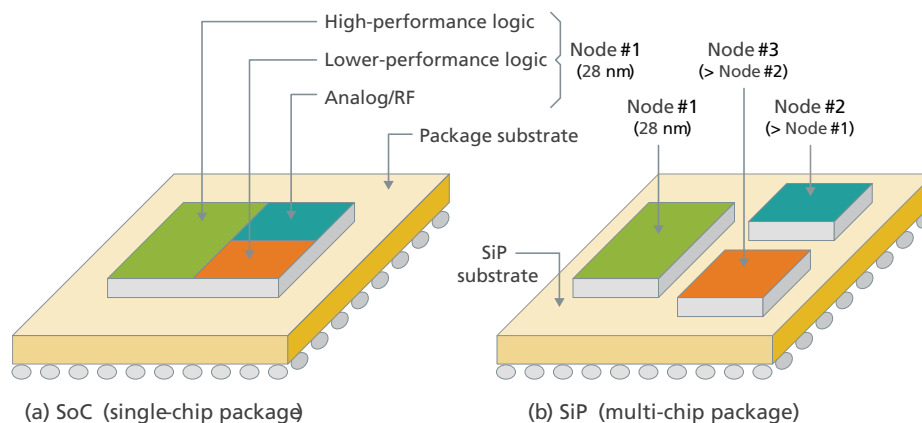 High-performance logic
Lower-performance logic
Analog/RF
Node #1
(28 nm)
Package substrate
(a) SoC (single-chip package)
Node #1
(28 nm)
Node #3
(> Node #2)
Node #2
(> Node #1)
SiP
substrate
(b) SiP (multi-chip package)